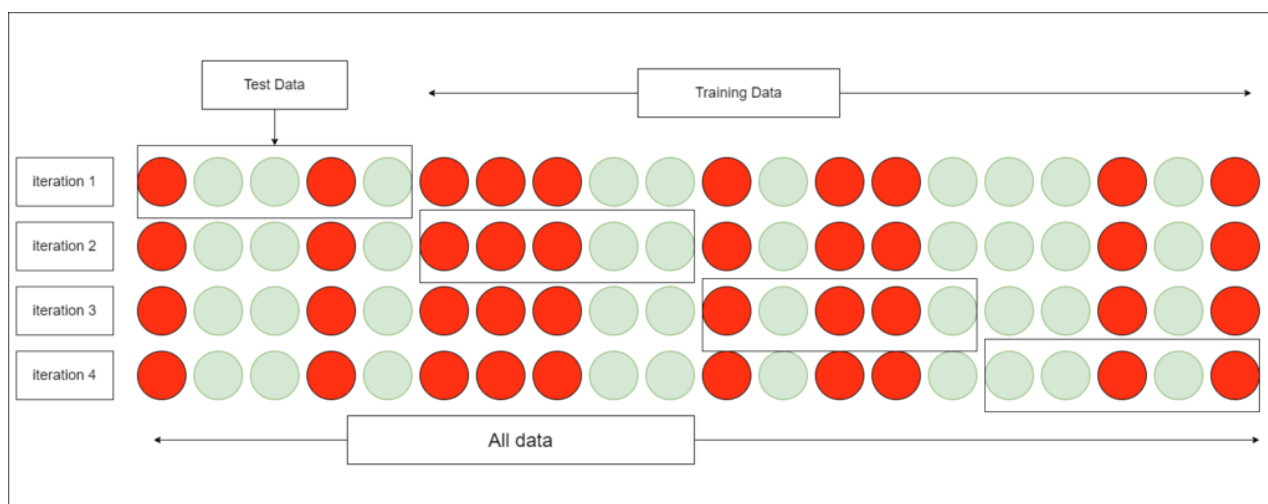 Test Data
Training Data
iteration 1
iteration 2
iteration 3
iteration 4
All data